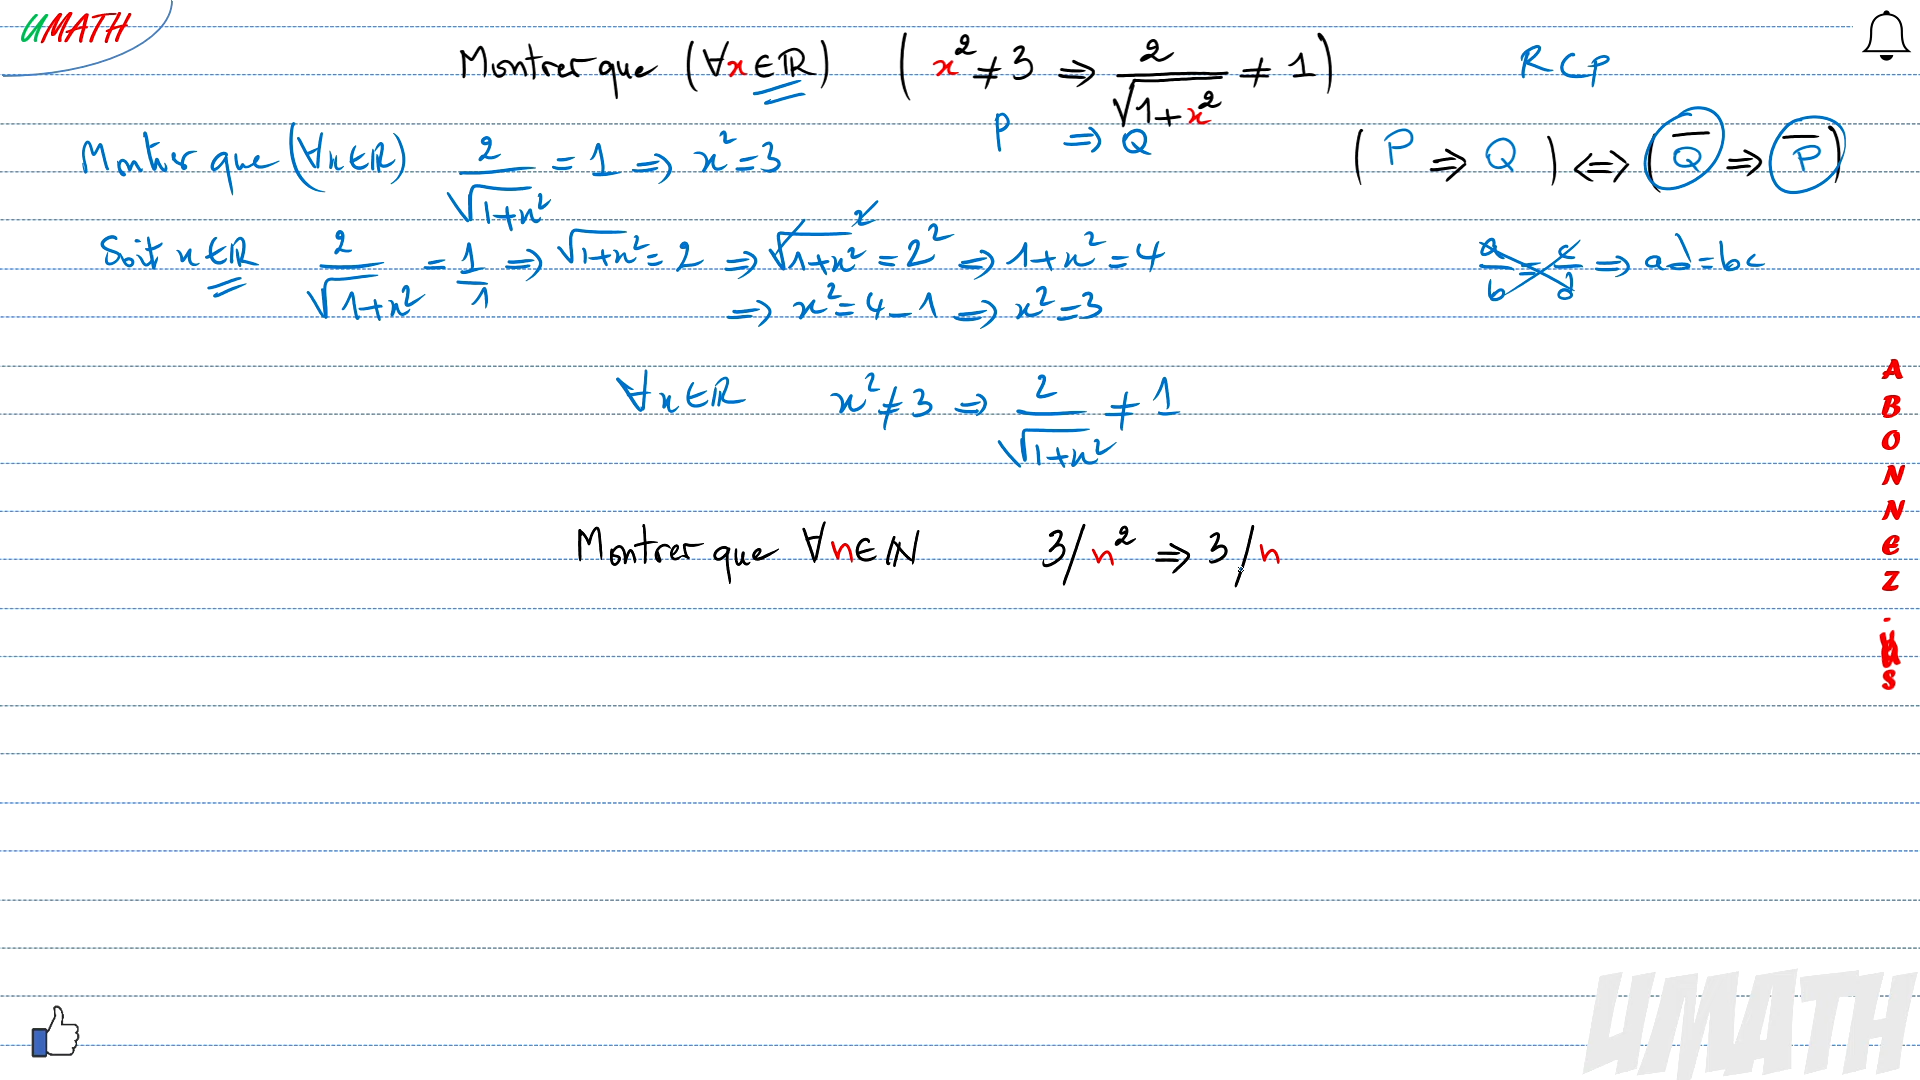 UMATH
Montrer que (∀x∈ℝ) (x² ≠ 3 ⇒ 2/√(1+x²) ≠ 1) RCP
P ⇒ Q
Montrer que (∀x∈ℝ) 2/√(1+x²) = 1 ⇒ x² = 3
(P ⇒ Q) ⇔ (Q̅ ⇒ P̅)
Soit x∈ℝ 2/√(1+x²) = 1/1 ⇒ √(1+x²) = 2 ⇒ √(1+x²)² = 2² ⇒ 1+x² = 4
a/b = c/d ⇒ ad = bc
⇒ x² = 4 - 1 ⇒ x² = 3
∀x∈ℝ x² ≠ 3 ⇒ 2/√(1+x²) ≠ 1
Montrer que ∀n∈ℕ 3/n² ⇒ 3/n
UMATH